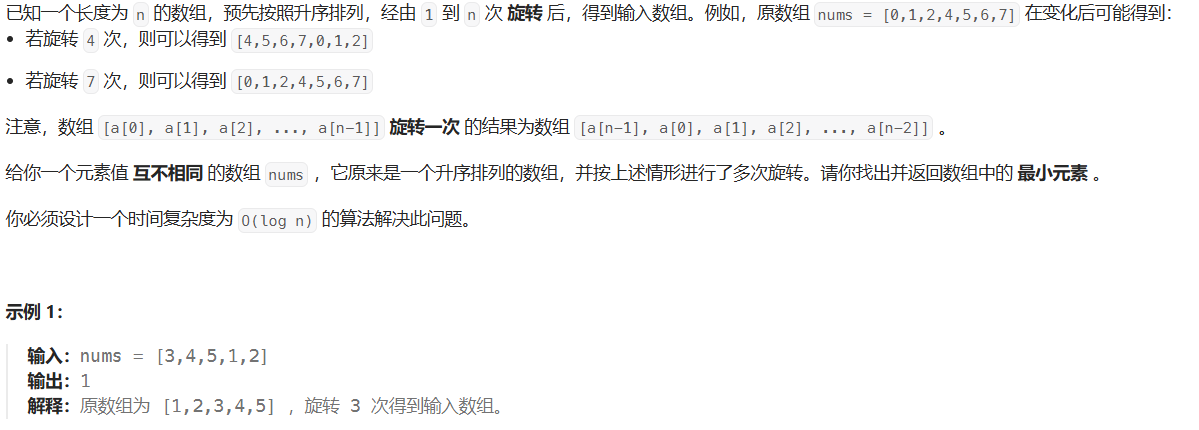 已知一个长度为 n 的数组，预先按照升序排列，经由 1 到 n 次 旋转 后，得到输入数组。例如，原数组 nums = [0,1,2,4,5,6,7] 在变化后可能得到：
• 若旋转 4 次，则可以得到 [4,5,6,7,0,1,2]
• 若旋转 7 次，则可以得到 [0,1,2,4,5,6,7]
注意，数组 [a[0], a[1], a[2], ..., a[n-1]] 旋转一次 的结果为数组 [a[n-1], a[0], a[1], a[2], ..., a[n-2]] 。
给你一个元素值 互不相同 的数组 nums ，它原来是一个升序排列的数组，并按上述情形进行了多次旋转。请你找出并返回数组中的 最小元素 。
你必须设计一个时间复杂度为 O(log n) 的算法解决此问题。
示例 1：
输入：nums = [3,4,5,1,2]
输出：1
解释：原数组为 [1,2,3,4,5] ，旋转 3 次得到输入数组。